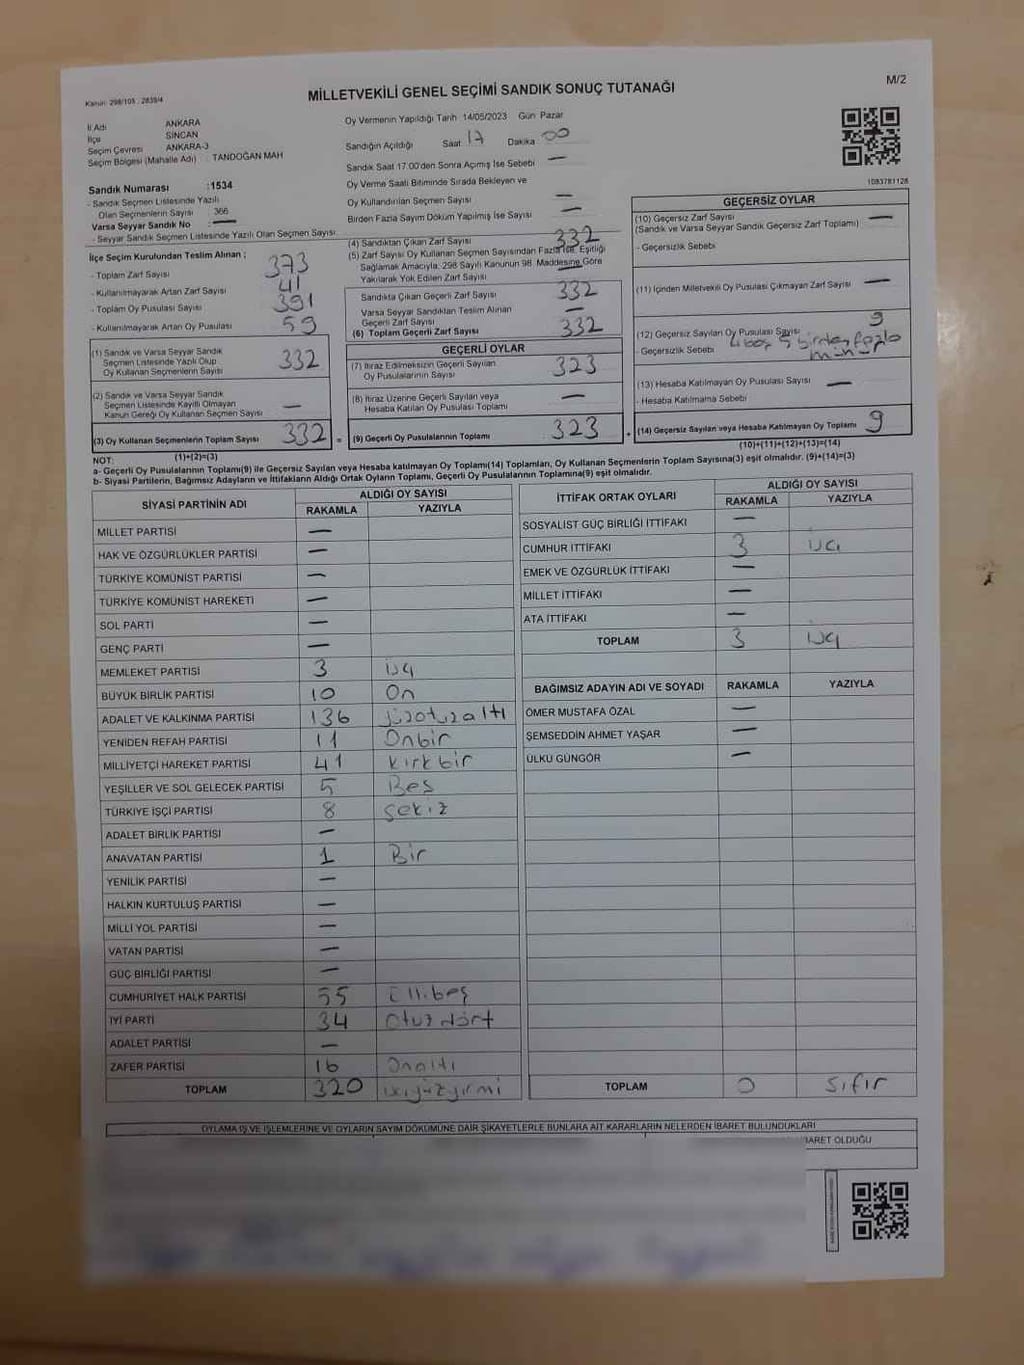 Kanun: 298/105 , 2839/4
M/2
MİLLETVEKİLİ GENEL SEÇİMİ SANDIK SONUÇ TUTANAĞI
İl Adı ANKARA
İlçe SİNCAN
Seçim Çevresi ANKARA-3
Seçim Bölgesi (Mahalle Adı) : TANDOĞAN MAH
Sandık Numarası :1534
- Sandık Seçmen Listesinde Yazılı
Olan Seçmenlerin Sayısı : 366
Varsa Seyyar Sandık No : —
- Seyyar Sandık Seçmen Listesinde Yazılı Olan Seçmen Sayısı
Oy Vermenin Yapıldığı Tarih 14/05/2023 Gün Pazar
Sandığın Açıldığı Saat 17 Dakika 00
Sandık Saat 17.00'den Sonra Açımış İse Sebebi —
Oy Verme Saati Bitiminde Sırada Bekleyen ve
Oy Kullandırılan Seçmen Sayısı —
Birden Fazla Sayım Döküm Yapılmış İse Sayısı —
1083781128
İlçe Seçim Kurulundan Teslim Alınan ;
- Toplam Zarf Sayısı 373
- Kullanılmayarak Artan Zarf Sayısı 41
- Toplam Oy Pusulası Sayısı 391
- Kullanılmayarak Artan Oy Pusulası 59
(1) Sandık ve Varsa Seyyar Sandık
Seçmen Listesinde Yazılı Olup
Oy Kullanan Seçmenlerin Sayısı 332
(2) Sandık ve Varsa Seyyar Sandık
Seçmen Listesinde Kayıtlı Olmayan
Kanun Gereği Oy Kullanan Seçmen Sayısı —
(3) Oy Kullanan Seçmenlerin Toplam Sayısı 332 =
(1)+(2)=(3)
(4) Sandıktan Çıkan Zarf Sayısı 332
(5) Zarf Sayısı Oy Kullanan Seçmen Sayısından Fazla İse, Eşitliği
Sağlamak Amacıyla, 298 Sayılı Kanunun 98. Maddesine Göre
Yakılarak Yok Edilen Zarf Sayısı —
Sandıkta Çıkan Geçerli Zarf Sayısı 332
Varsa Seyyar Sandıktan Teslim Alınan
Geçerli Zarf Sayısı —
(6) Toplam Geçerli Zarf Sayısı 332
GEÇERLİ OYLAR
(7) İtiraz Edilmeksizin Geçerli Sayılan
Oy Pusulalarının Sayısı 323
(8) İtiraz Üzerine Geçerli Sayılan veya
Hesaba Katılan Oy Pusulası Toplamı —
(9) Geçerli Oy Pusulalarının Toplamı 323 +
GEÇERSİZ OYLAR
(10) Geçersiz Zarf Sayısı —
(Sandık ve Varsa Seyyar Sandık Geçersiz Zarf Toplamı)
- Geçersizlik Sebebi
(11) İçinden Milletvekili Oy Pusulası Çıkmayan Zarf Sayısı —
(12) Geçersiz Sayılan Oy Pusulası Sayısı 9
- Geçersizlik Sebebi 4 boş 5 birden fazla
mühür
(13) Hesaba Katılmayan Oy Pusulası Sayısı —
- Hesaba Katılmama Sebebi
(14) Geçersiz Sayılan veya Hesaba Katılmayan Oy Toplamı 9
(10)+(11)+(12)+(13)=(14)
NOT:
a- Geçerli Oy Pusulalarının Toplamı(9) ile Geçersiz Sayılan veya Hesaba katılmayan Oy Toplamı(14) Toplamları, Oy Kullanan Seçmenlerin Toplam Sayısına(3) eşit olmalıdır. (9)+(14)=(3)
b- Siyasi Partilerin, Bağımsız Adayların ve İttifakların Aldığı Ortak Oyların Toplamı, Geçerli Oy Pusulalarının Toplamına(9) eşit olmalıdır.
SİYASİ PARTİNİN ADI ALDIĞI OY SAYISI
RAKAMLA YAZIYLA
MİLLET PARTİSİ —
HAK VE ÖZGÜRLÜKLER PARTİSİ —
TÜRKİYE KOMÜNİST PARTİSİ —
TÜRKİYE KOMÜNİST HAREKETİ —
SOL PARTİ —
GENÇ PARTİ —
MEMLEKET PARTİSİ 3 üç
BÜYÜK BİRLİK PARTİSİ 10 On
ADALET VE KALKINMA PARTİSİ 136 yüzotuzaltı
YENİDEN REFAH PARTİSİ 11 Onbir
MİLLİYETÇİ HAREKET PARTİSİ 41 Kırkbir
YEŞİLLER VE SOL GELECEK PARTİSİ 5 Beş
TÜRKİYE İŞÇİ PARTİSİ 8 Sekiz
ADALET BİRLİK PARTİSİ —
ANAVATAN PARTİSİ 1 Bir
YENİLİK PARTİSİ —
HALKIN KURTULUŞ PARTİSİ —
MİLLİ YOL PARTİSİ —
VATAN PARTİSİ —
GÜÇ BİRLİĞİ PARTİSİ —
CUMHURİYET HALK PARTİSİ 55 Ellibeş
İYİ PARTİ 34 Otuzdört
ADALET PARTİSİ —
ZAFER PARTİSİ 16 Onaltı
TOPLAM 320
İTTİFAK ORTAK OYLARI ALDIĞI OY SAYISI
RAKAMLA YAZIYLA
SOSYALİST GÜÇ BİRLİĞİ İTTİFAKI —
CUMHUR İTTİFAKI 3 üç
EMEK VE ÖZGÜRLÜK İTTİFAKI —
MİLLET İTTİFAKI —
ATA İTTİFAKI —
TOPLAM 3 üç
BAĞIMSIZ ADAYIN ADI VE SOYADI RAKAMLA YAZIYLA
ÖMER MUSTAFA ÖZAL —
ŞEMSEDDİN AHMET YAŞAR —
ÜLKÜ GÜNGÖR —
TOPLAM 0 Sıfır
OYLAMA İŞ VE İŞLEMLERİNE VE OYLARIN SAYIM DÖKÜMÜNE DAİR ŞİKAYETLERLE BUNLARA AİT KARARLARIN NELERDEN İBARET BULUNDUKLARI
BARET OLDUĞU